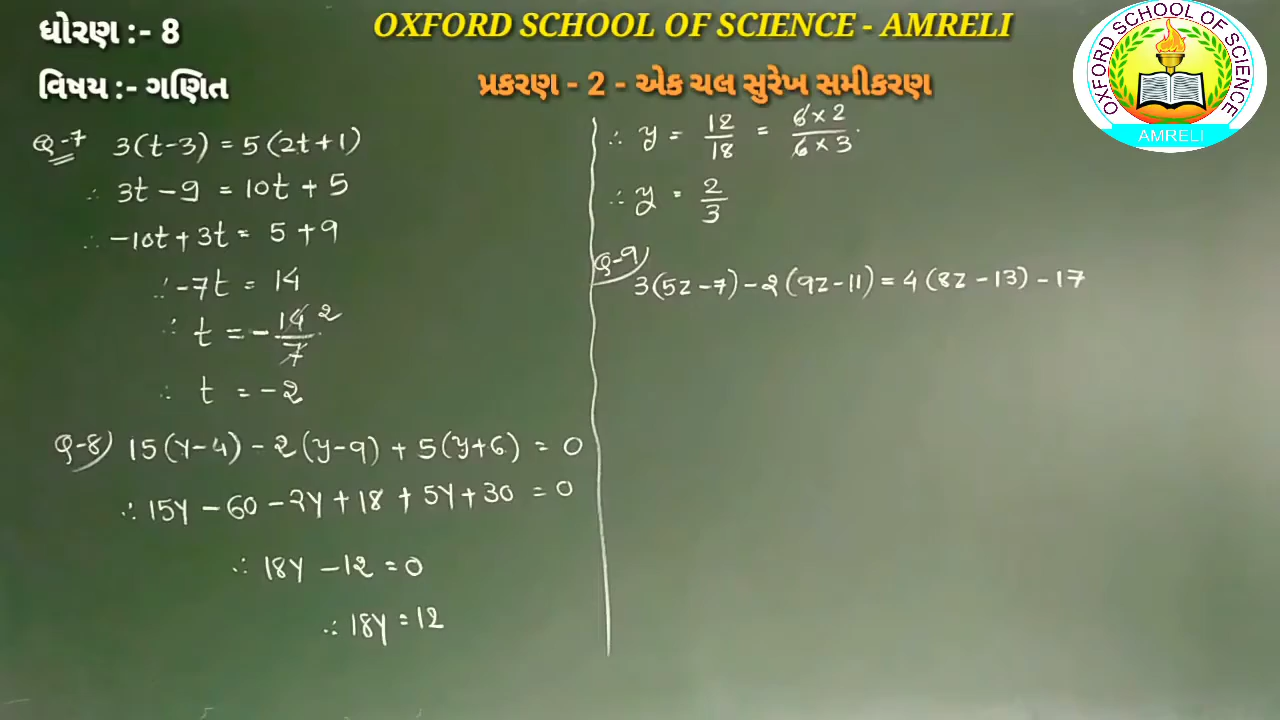 ધોરણ :- 8
OXFORD SCHOOL OF SCIENCE - AMRELI
વિષય :- ગણિત
પ્રકરણ - 2 - એક ચલ સુરેખ સમીકરણ
OXFORD SCHOOL OF SCIENCE
AMRELI
Q-7 3(t-3) = 5(2t+1)
∴ 3t - 9 = 10t + 5
∴ -10t + 3t = 5 + 9
∴ -7t = 14
∴ t = -14/7 2
∴ t = -2
Q-8) 15(y-4) - 2(y-9) + 5(y+6) = 0
∴ 15y - 60 - 2y + 18 + 5y + 30 = 0
∴ 18y - 12 = 0
∴ 18y = 12
∴ y = 12/18 = 6×2/6×3
∴ y = 2/3
Q-9) 3(5z-7) - 2(9z-11) = 4(8z-13) - 17